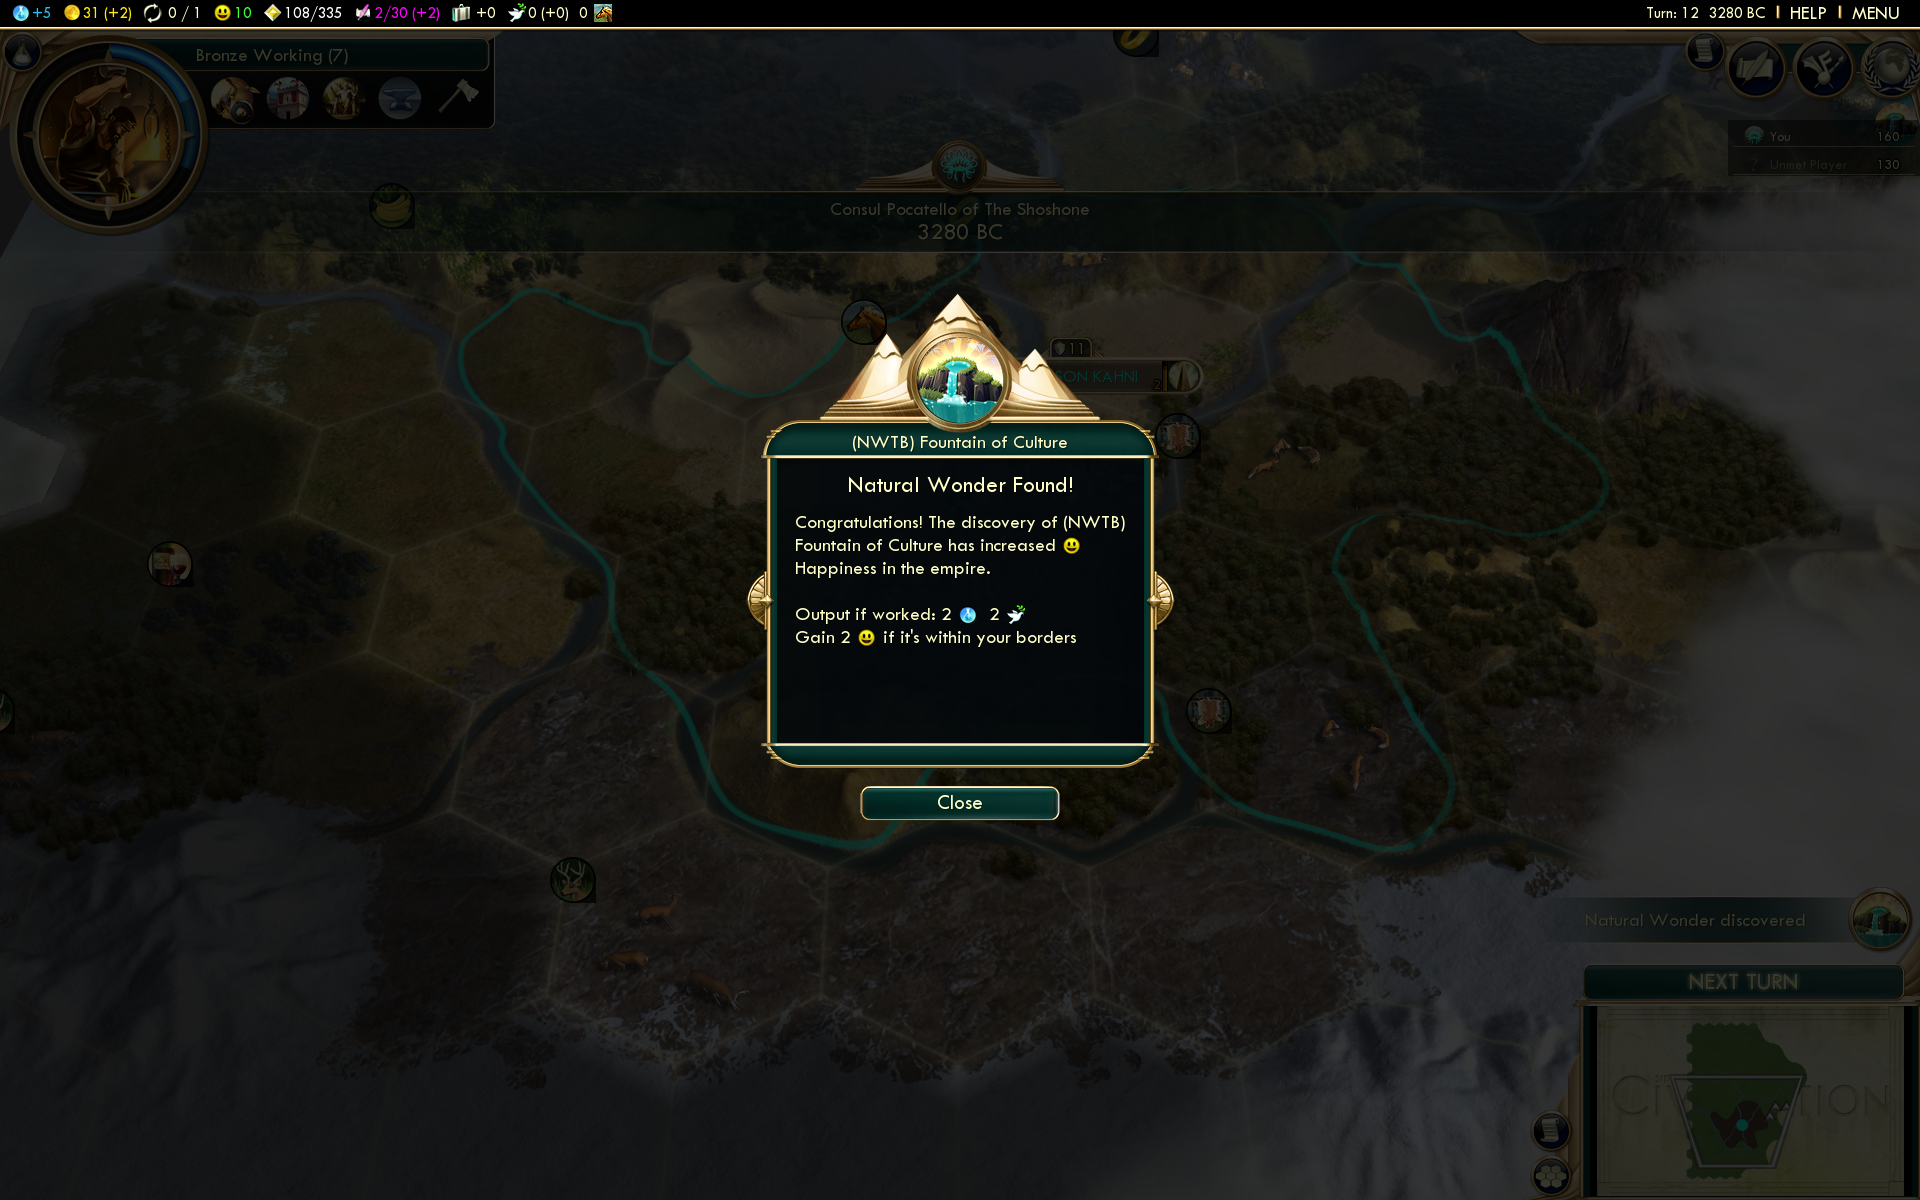 +5 31 (+2) 0 / 1 10 108/335 2/30 (+2) +0 0 (+0) 0 Turn: 12 3280 BC HELP MENU
Bronze Working (7)
You 160
Unmet Player 130
Consul Pocatello of The Shoshone
3280 BC
11
SON KAHNI 2
(NWTB) Fountain of Culture
Natural Wonder Found!
Congratulations! The discovery of (NWTB)
Fountain of Culture has increased
Happiness in the empire.
Output if worked: 2 2
Gain 2 if it's within your borders
Close
Natural Wonder discovered
NEXT TURN